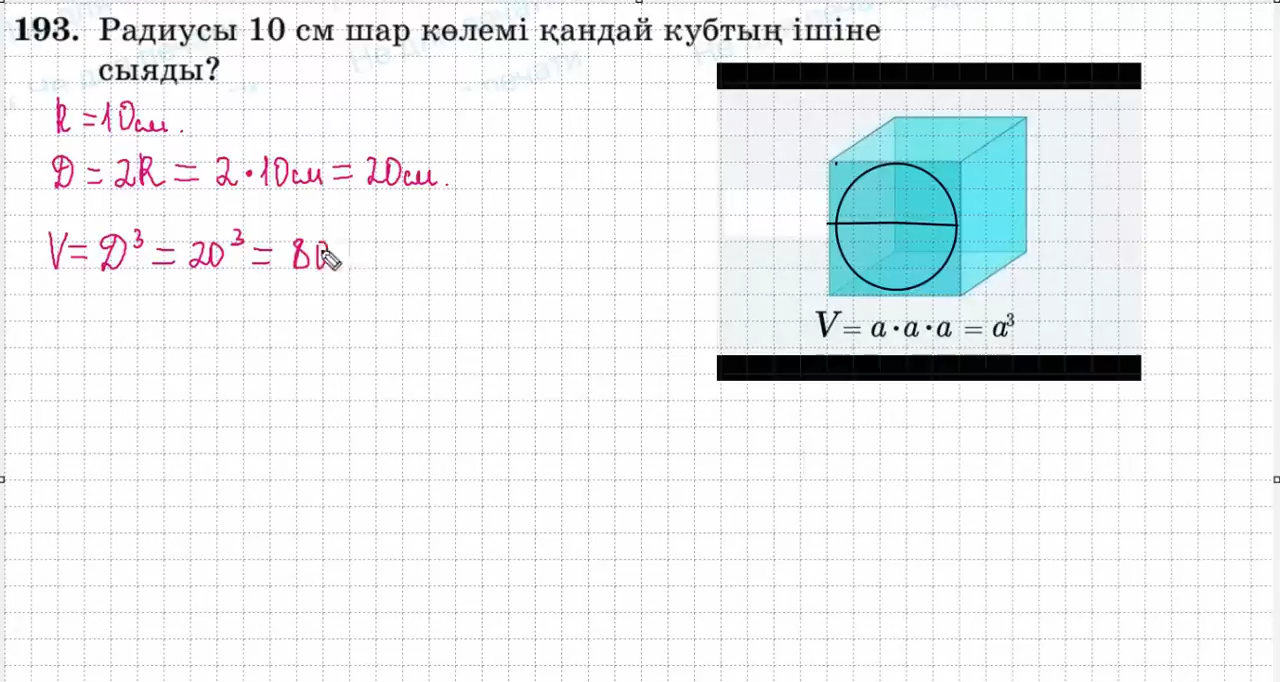 193. Радиусы 10 см шар көлемі қандай кубтың ішіне
сыяды?
R = 10см.
D = 2R = 2 · 10см = 20см.
V = D³ = 20³ = 80
V = a · a · a = a³